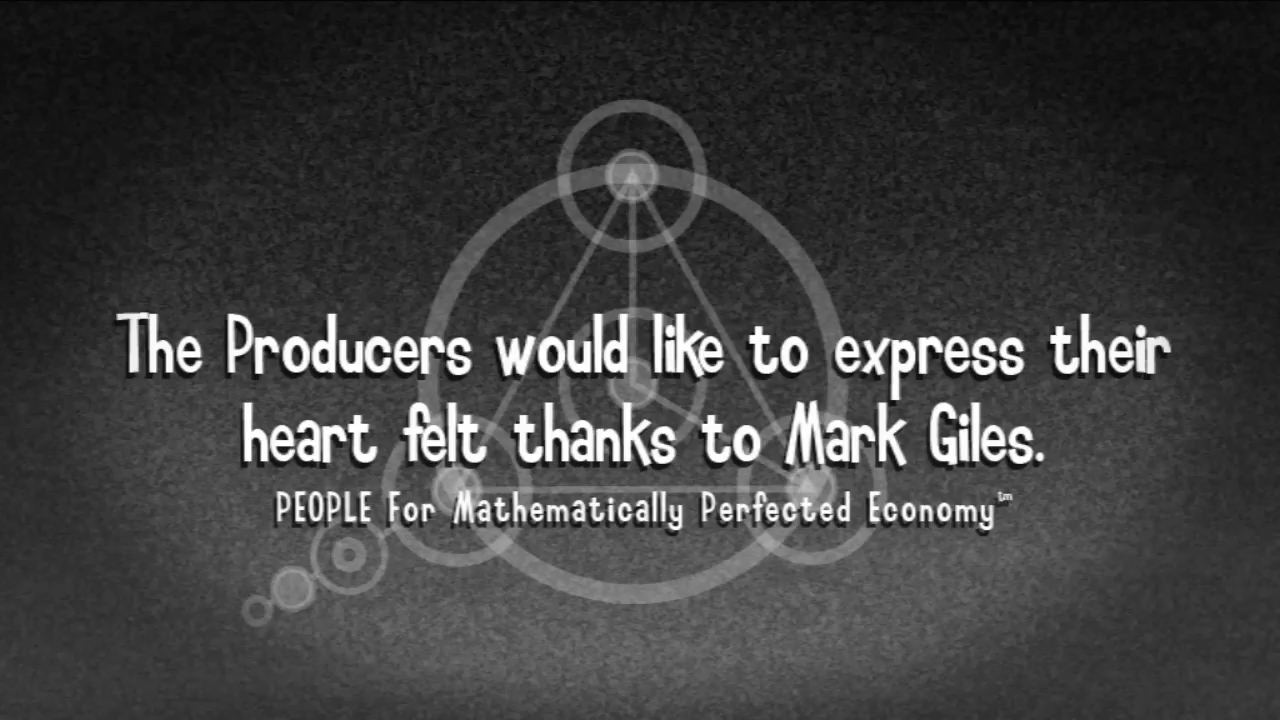 The Producers would like to express their
heart felt thanks to Mark Giles.
PEOPLE For Mathematically Perfected Economy™